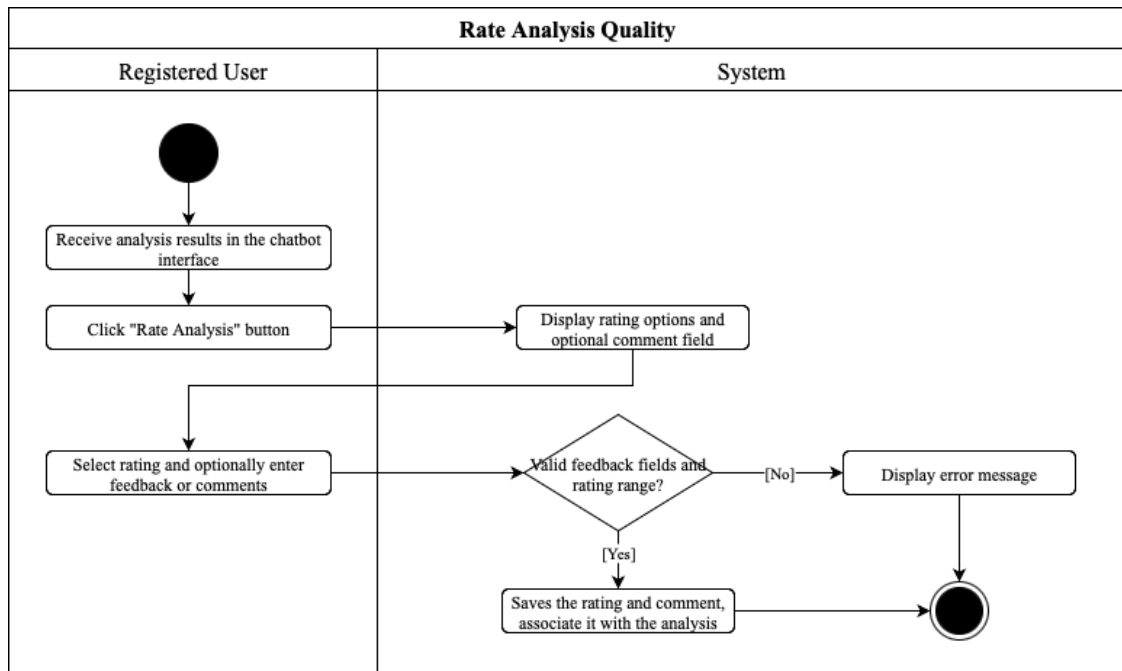 Rate Analysis Quality
Registered User
System
Receive analysis results in the chatbot
interface
Click "Rate Analysis" button
Display rating options and
optional comment field
Select rating and optionally enter
feedback or comments
Valid feedback fields and
rating range?
[No]
Display error message
[Yes]
Saves the rating and comment,
associate it with the analysis